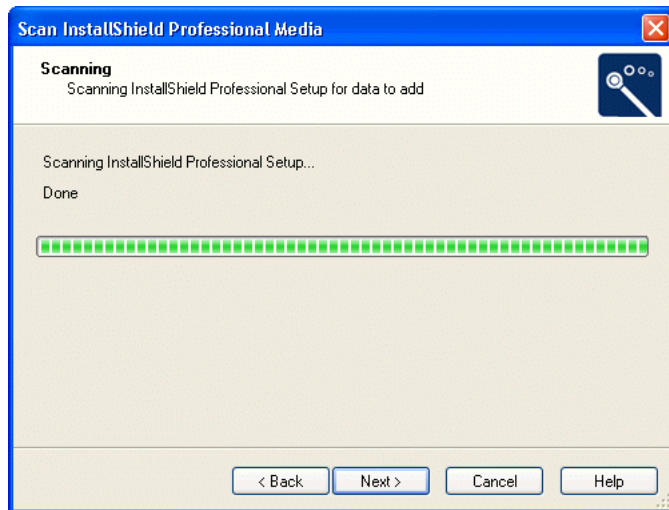 Scan InstallShield Professional Media
Scanning
Scanning InstallShield Professional Setup for data to add
Scanning InstallShield Professional Setup...
Done
< Back Next > Cancel Help